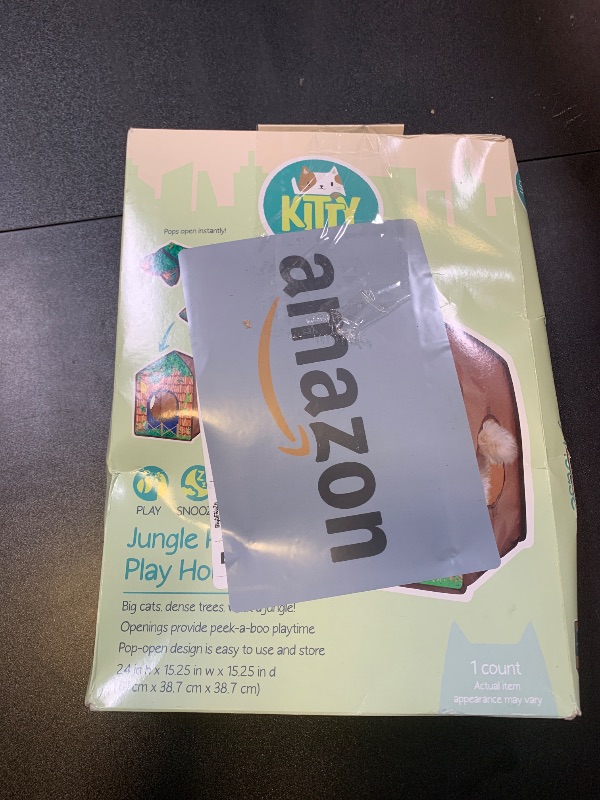 KiTTY
Pops open instantly!
amazon
PLAY
Jungle
Play
Big cats, dense trees, jungle!
Openings provide peek-a-boo playtime
Pop-open design is easy to use and store
24 in x 15.25 in w x 15.25 in d
cm x 38.7 cm x 38.7 cm)
1 count
Actual item
appearance may vary